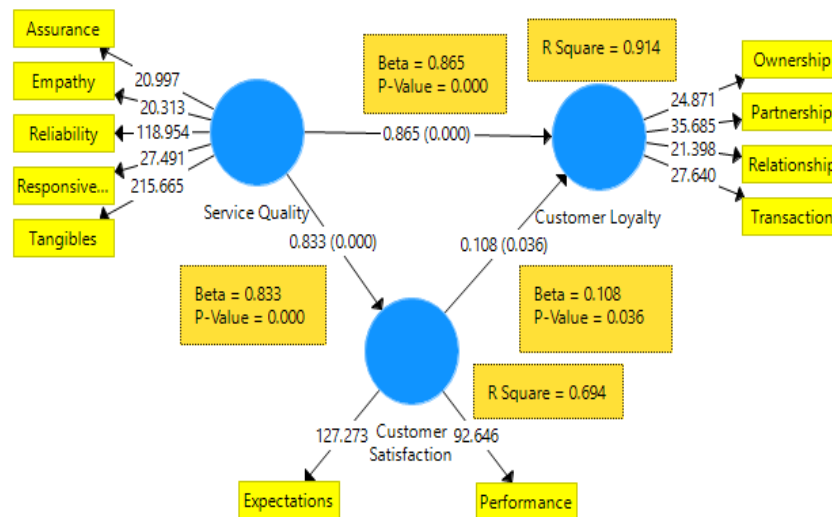 Assurance
Empathy
Reliability
Responsive...
Tangibles
20.997
20.313
118.954
27.491
215.665
Service Quality
Beta = 0.865
P-Value = 0.000
0.865 (0.000)
R Square = 0.914
Customer Loyalty
24.871
35.685
21.398
27.640
Ownership
Partnership
Relationship
Transaction
0.833 (0.000)
Beta = 0.833
P-Value = 0.000
0.108 (0.036)
Beta = 0.108
P-Value = 0.036
R Square = 0.694
Customer
Satisfaction
127.273
92.646
Expectations
Performance